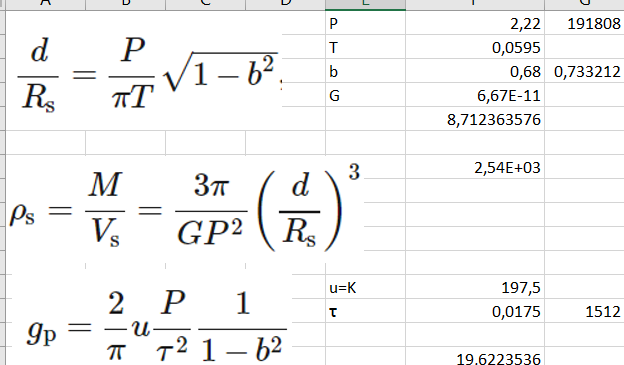 A B C D E F G
P 2,22 191808
d/R_s = P/(πT) √(1 − b²),
T 0,0595
b 0,68 0,733212
G 6,67E-11
8,712363576
ρ_s = M/V_s = 3π/(GP²) (d/R_s)³
2,54E+03
u=K 197,5
g_p = (2/π) u (P/τ²) (1/(1 − b²))
τ 0,0175 1512
19,6223536